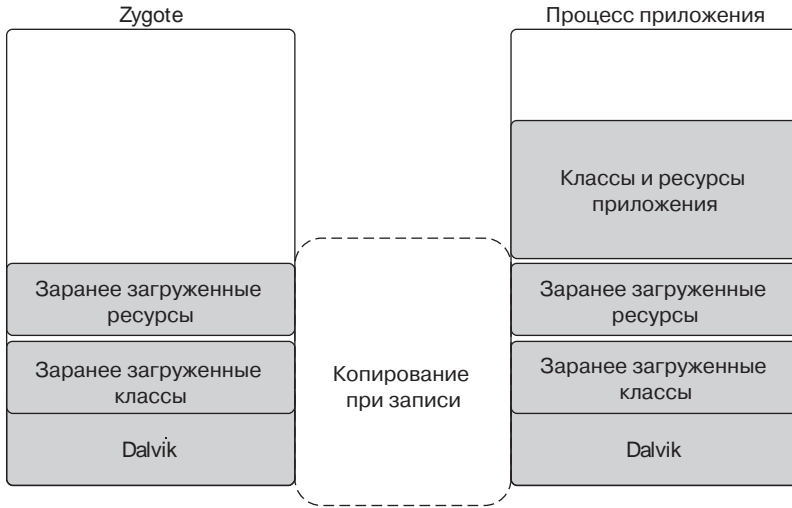 Zygote
Процесс приложения
Классы и ресурсы
приложения
Заранее загруженные
ресурсы
Заранее загруженные
ресурсы
Заранее загруженные
классы
Копирование
при записи
Заранее загруженные
классы
Dalvik
Dalvik